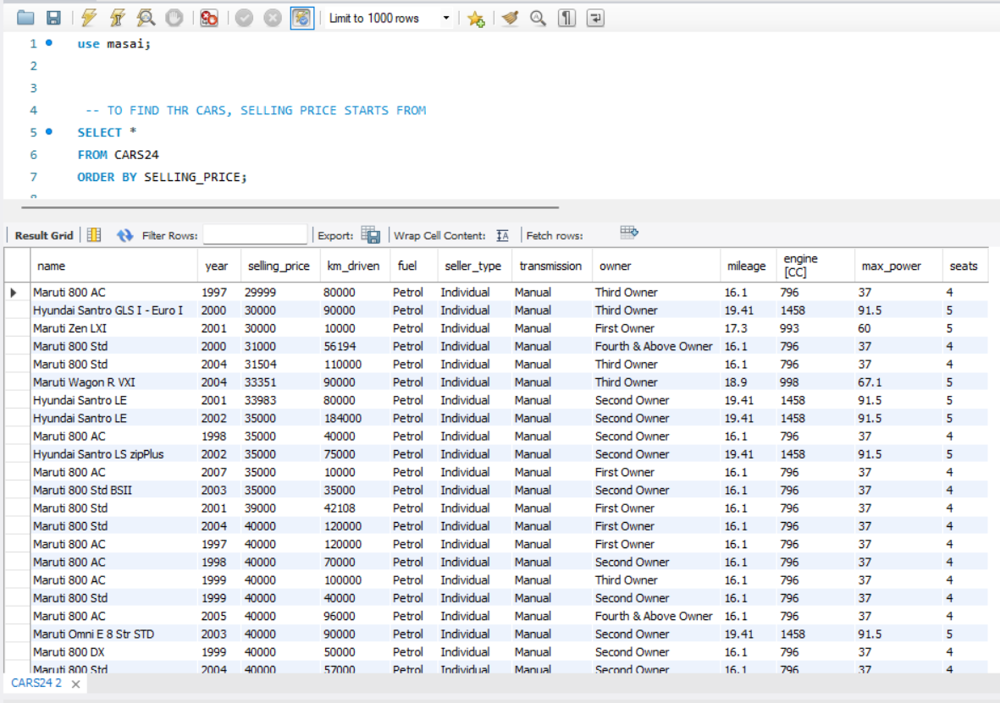 Limit to 1000 rows
1 use masai;
2
3
4 -- TO FIND THR CARS, SELLING PRICE STARTS FROM
5 SELECT *
6 FROM CARS24
7 ORDER BY SELLING_PRICE;
Result Grid Filter Rows: Export: Wrap Cell Content: Fetch rows:
name year selling_price km_driven fuel seller_type transmission owner mileage engine [CC] max_power seats
Maruti 800 AC 1997 29999 80000 Petrol Individual Manual Third Owner 16.1 796 37 4
Hyundai Santro GLS I - Euro I 2000 30000 90000 Petrol Individual Manual Third Owner 19.41 1458 91.5 5
Maruti Zen LXI 2001 30000 10000 Petrol Individual Manual First Owner 17.3 993 60 5
Maruti 800 Std 2000 31000 56194 Petrol Individual Manual Fourth & Above Owner 16.1 796 37 4
Maruti 800 Std 2004 31504 110000 Petrol Individual Manual Third Owner 16.1 796 37 4
Maruti Wagon R VXI 2004 33351 90000 Petrol Individual Manual Third Owner 18.9 998 67.1 5
Hyundai Santro LE 2001 33983 80000 Petrol Individual Manual Second Owner 19.41 1458 91.5 5
Hyundai Santro LE 2002 35000 184000 Petrol Individual Manual Second Owner 19.41 1458 91.5 5
Maruti 800 AC 1998 35000 40000 Petrol Individual Manual Second Owner 16.1 796 37 4
Hyundai Santro LS zipPlus 2002 35000 75000 Petrol Individual Manual Second Owner 19.41 1458 91.5 5
Maruti 800 AC 2007 35000 10000 Petrol Individual Manual First Owner 16.1 796 37 4
Maruti 800 Std BSII 2003 35000 35000 Petrol Individual Manual Second Owner 16.1 796 37 4
Maruti 800 Std 2001 39000 42108 Petrol Individual Manual First Owner 16.1 796 37 4
Maruti 800 Std 2004 40000 120000 Petrol Individual Manual First Owner 16.1 796 37 4
Maruti 800 AC 1997 40000 120000 Petrol Individual Manual First Owner 16.1 796 37 4
Maruti 800 AC 1998 40000 70000 Petrol Individual Manual Second Owner 16.1 796 37 4
Maruti 800 AC 1999 40000 100000 Petrol Individual Manual Third Owner 16.1 796 37 4
Maruti 800 Std 1999 40000 40000 Petrol Individual Manual Second Owner 16.1 796 37 4
Maruti 800 AC 2005 40000 96000 Petrol Individual Manual Fourth & Above Owner 16.1 796 37 4
Maruti Omni E 8 Str STD 2003 40000 90000 Petrol Individual Manual Second Owner 19.41 1458 91.5 5
Maruti 800 DX 1999 40000 50000 Petrol Individual Manual Second Owner 16.1 796 37 4
Maruti 800 Std 2004 40000 57000 Petrol Individual Manual Second Owner 16.1 796 37 4
CARS24 2